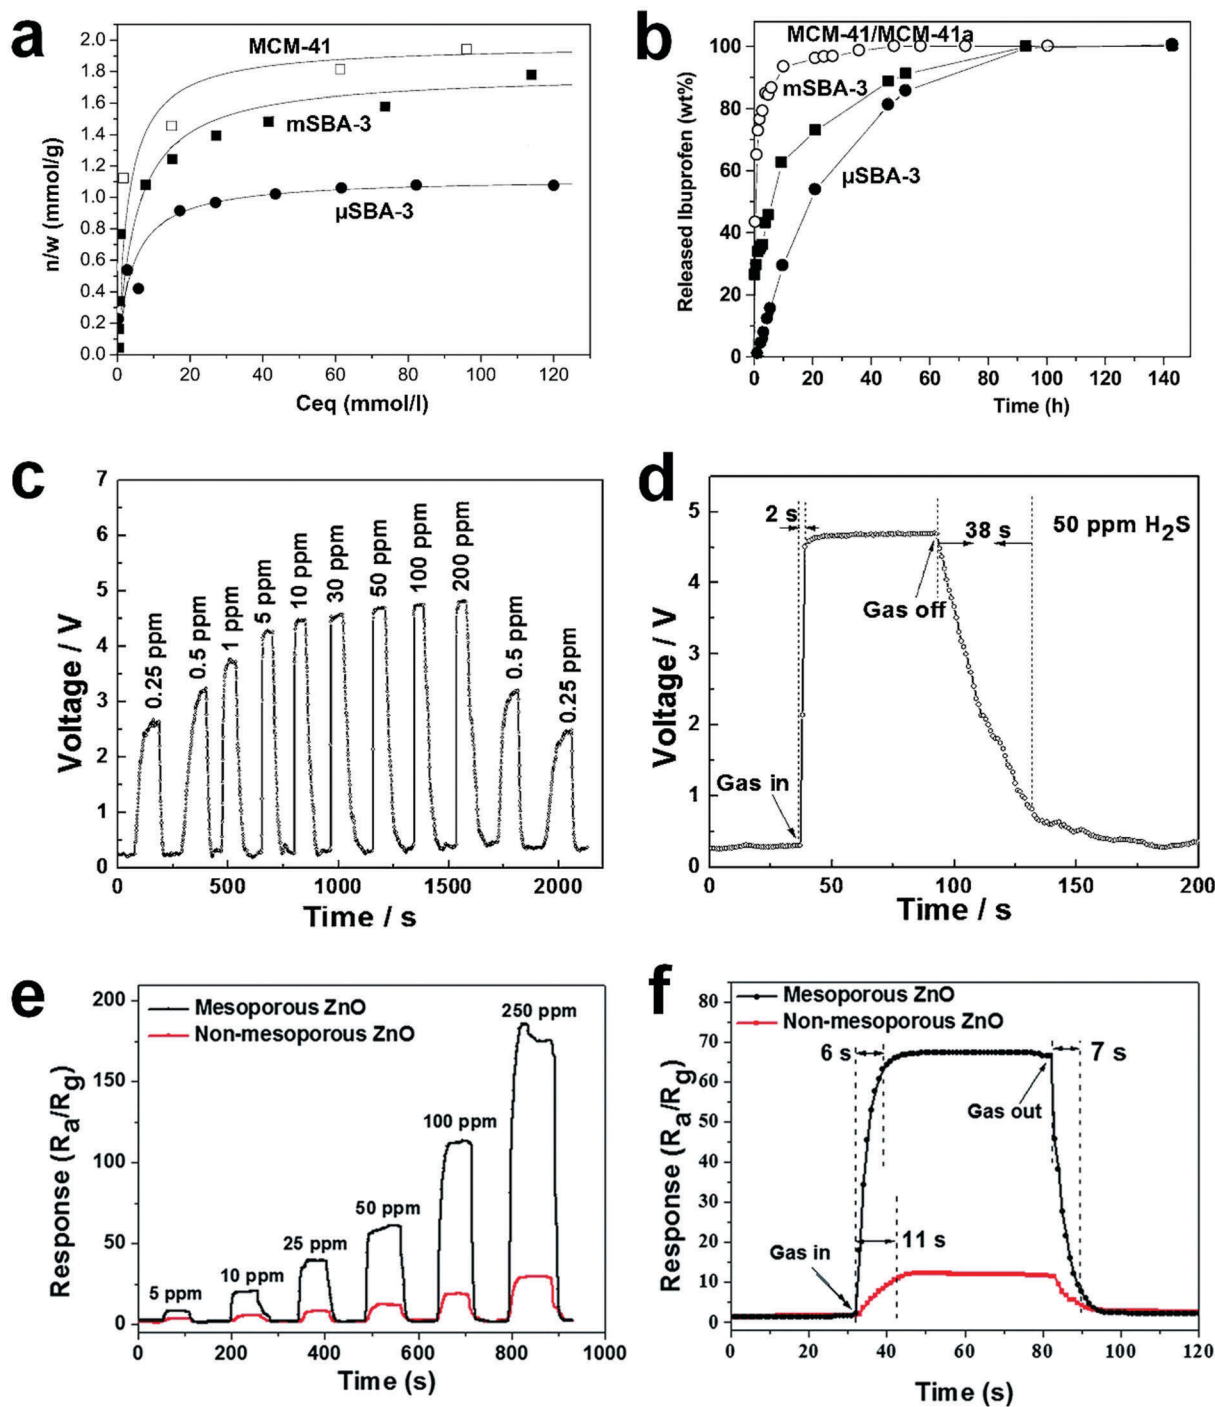 a
MCM-41
mSBA-3
µSBA-3
n/w (mmol/g)
2.0
1.8
1.6
1.4
1.2
1.0
0.8
0.6
0.4
0.2
0.0
0 20 40 60 80 100 120
Ceq (mmol/l)
b
MCM-41/MCM-41a
mSBA-3
µSBA-3
Released Ibuprofen (wt%)
100
80
60
40
20
0
0 20 40 60 80 100 120 140
Time (h)
c
Voltage / V
7
6
5
4
3
2
1
0
0.25 ppm
0.5 ppm
1 ppm
5 ppm
10 ppm
30 ppm
50 ppm
100 ppm
200 ppm
0.5 ppm
0.25 ppm
0 500 1000 1500 2000
Time / s
d
Voltage / V
5
4
3
2
1
0
2 s
38 s
50 ppm H₂S
Gas off
Gas in
0 50 100 150 200
Time / s
e
Response (Rₐ/R_g)
200
150
100
50
0
Mesoporous ZnO
Non-mesoporous ZnO
5 ppm
10 ppm
25 ppm
50 ppm
100 ppm
250 ppm
0 200 400 600 800 1000
Time (s)
f
Response (Rₐ/R_g)
80
70
60
50
40
30
20
10
0
Mesoporous ZnO
Non-mesoporous ZnO
6 s
7 s
Gas out
11 s
Gas in
0 20 40 60 80 100 120
Time (s)